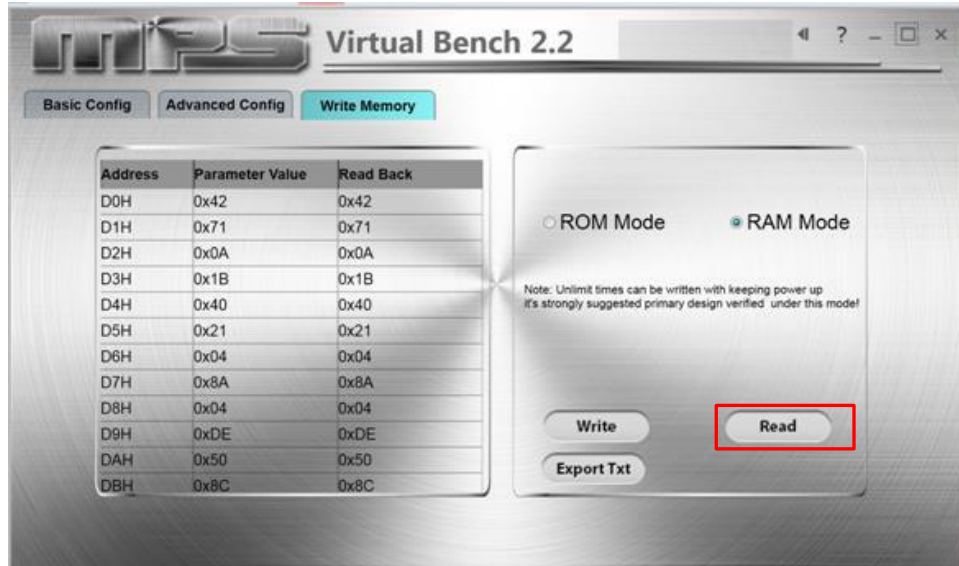 MPS Virtual Bench 2.2
?
Basic Config Advanced Config Write Memory
Address Parameter Value Read Back
D0H 0x42 0x42
D1H 0x71 0x71
D2H 0x0A 0x0A
D3H 0x1B 0x1B
D4H 0x40 0x40
D5H 0x21 0x21
D6H 0x04 0x04
D7H 0x8A 0x8A
D8H 0x04 0x04
D9H 0xDE 0xDE
DAH 0x50 0x50
DBH 0x8C 0x8C
ROM Mode RAM Mode
Note: Unlimit times can be written with keeping power up
it's strongly suggested primary design verified under this mode!
Write Read
Export Txt